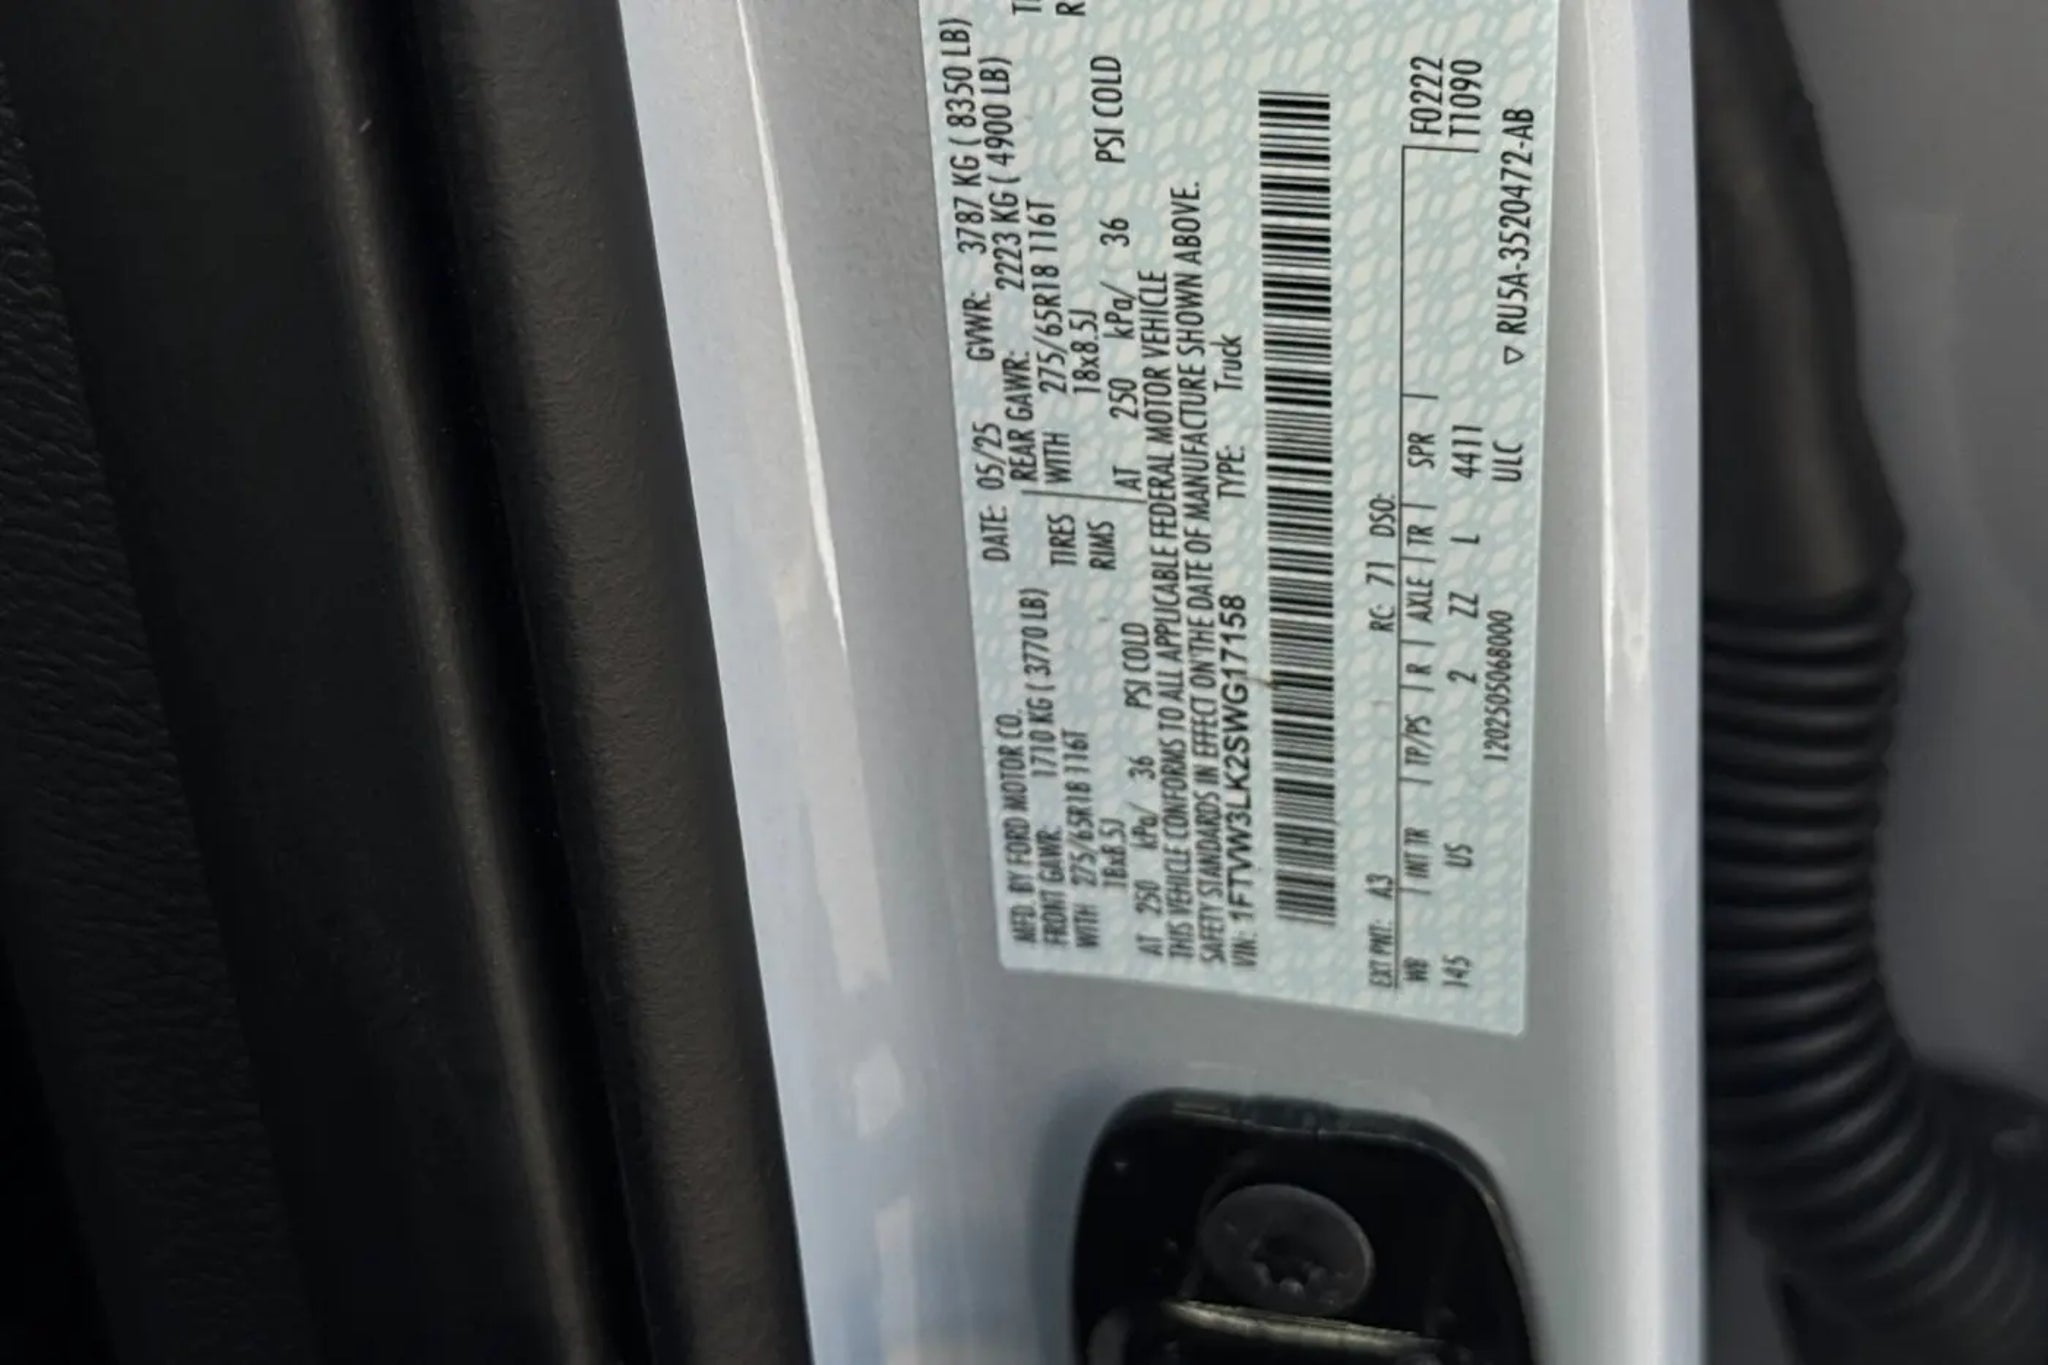 MFD. BY FORD MOTOR CO. DATE: 05/25 GVWR: 3787 KG ( 8350 LB)
FRONT GAWR: 1710 KG ( 3770 LB) REAR GAWR: 2223 KG ( 4900 LB)
WITH 275/65R18 116T TIRES WITH 275/65R18 116T
18x8.5J RIMS 18x8.5J
AT 250 kPa/ 36 PSI COLD AT 250 kPa/ 36 PSI COLD
THIS VEHICLE CONFORMS TO ALL APPLICABLE FEDERAL MOTOR VEHICLE
SAFETY STANDARDS IN EFFECT ON THE DATE OF MANUFACTURE SHOWN ABOVE.
VIN: 1FTVW3LK2SWG17158 TYPE: Truck
EXT PNT: A3 RC: 71 DSO:
WB INT TR TP/PS R AXLE TR SPR F0222
145 US 2 ZZ L 4411 T1090
1202505068000 ULC ▽ RU5A-3520472-AB